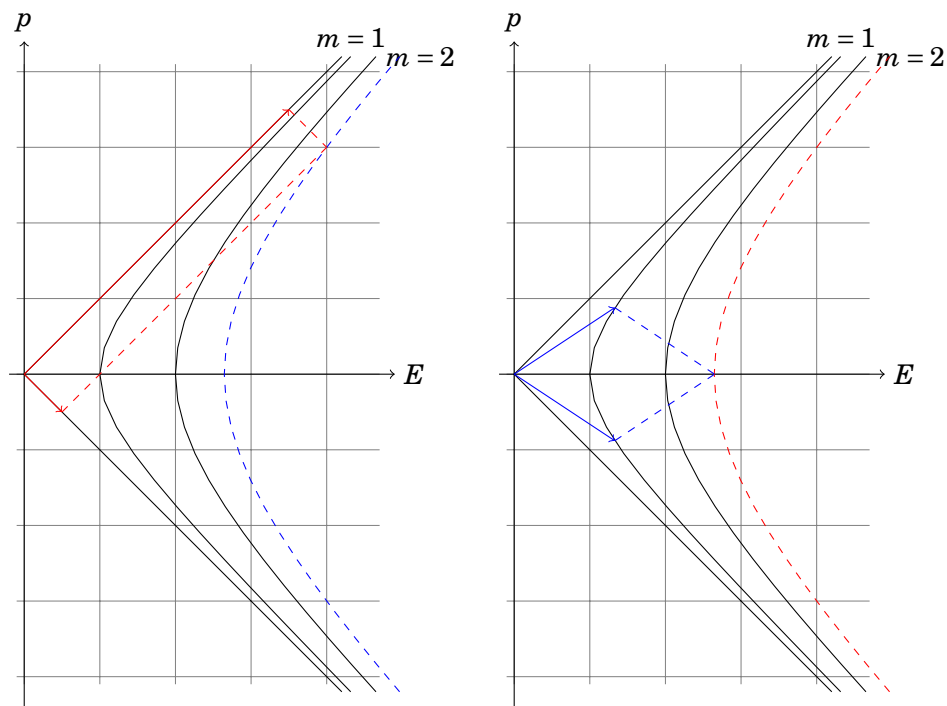 p
m = 1
m = 2
E
p
m = 1
m = 2
E